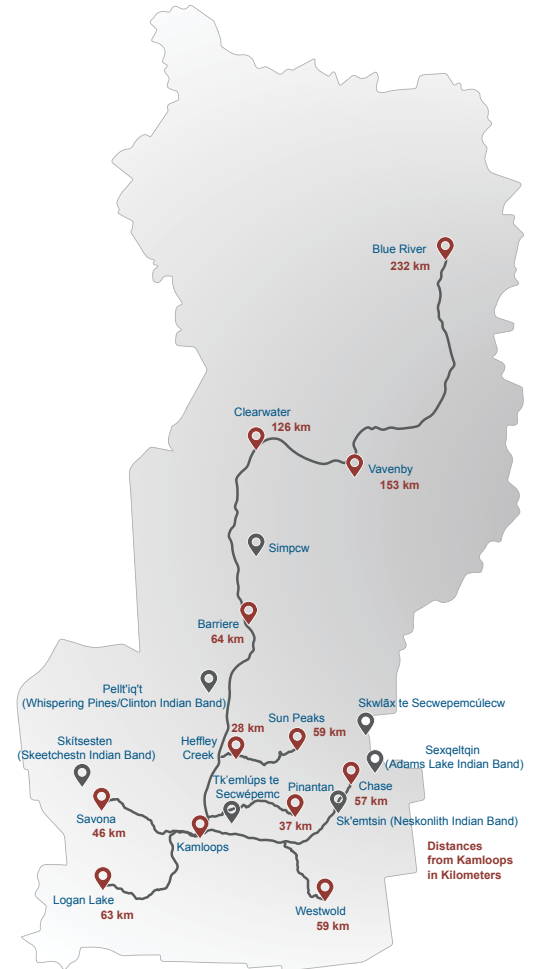 Blue River
232 km
Clearwater
126 km
Vavenby
153 km
Simpcw
Barriere
64 km
Pellt'iq't
(Whispering Pines/Clinton Indian Band)
Skwlāx te Secwepemcúlecw
28 km
Sun Peaks
59 km
Heffley
Creek
Skítsesten
(Skeetchestn Indian Band)
Sexqeltqin
(Adams Lake Indian Band)
Tk'emlúps te
Secwépemc
Pinantan
37 km
Chase
57 km
Savona
46 km
Kamloops
Sk'emtsin (Neskonlith Indian Band)
Distances
from Kamloops
in Kilometers
Logan Lake
63 km
Westwold
59 km